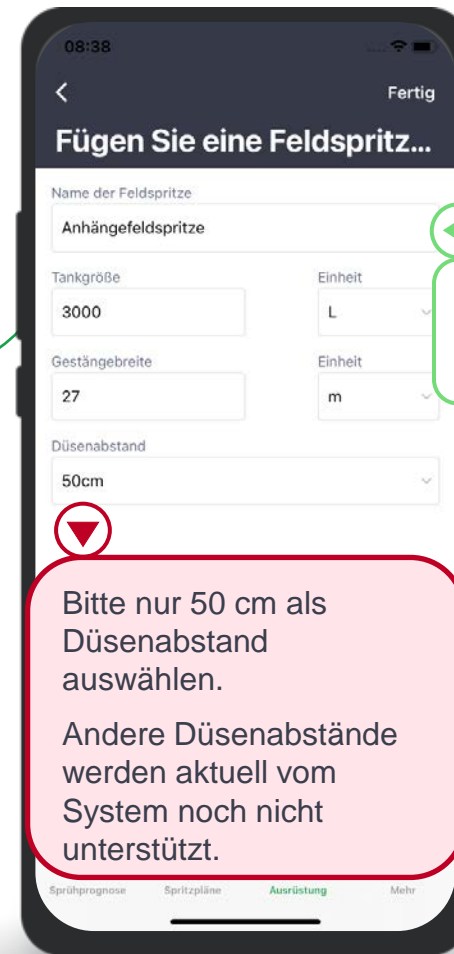 08:38
Fertig
Fügen Sie eine Feldspritz...
Name der Feldspritze
Anhängefeldspritze
Tankgröße
Einheit
3000
L
Gestängebreite
Einheit
27
m
Düsenabstand
50cm
Bitte nur 50 cm als
Düsenabstand
auswählen.
Andere Düsenabstände
werden aktuell vom
System noch nicht
unterstützt.
Sprühprognose
Spritzpläne
Ausrüstung
Mehr